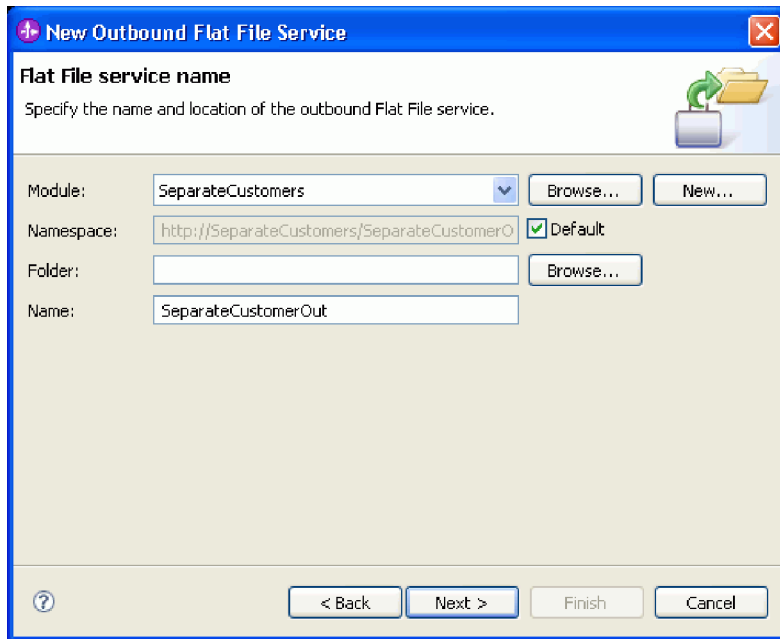 New Outbound Flat File Service
Flat File service name
Specify the name and location of the outbound Flat File service.
Module: SeparateCustomers Browse... New...
Namespace: http://SeparateCustomers/SeparateCustomerO Default
Folder: Browse...
Name: SeparateCustomerOut
? < Back Next > Finish Cancel